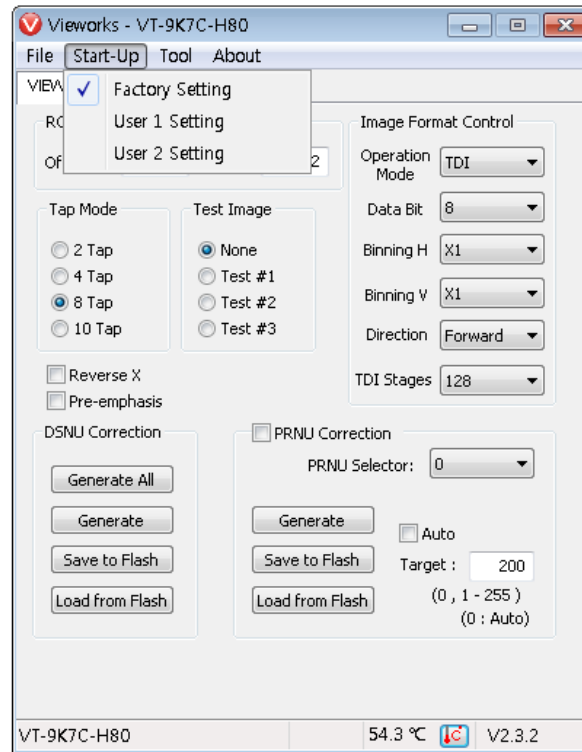 Vieworks - VT-9K7C-H80
File Start-Up Tool About
VIEW
Factory Setting
User 1 Setting
User 2 Setting
2
Image Format Control
Operation Mode TDI
Data Bit 8
Binning H X1
Binning V X1
Direction Forward
TDI Stages 128
Tap Mode
2 Tap
4 Tap
8 Tap
10 Tap
Test Image
None
Test #1
Test #2
Test #3
Reverse X
Pre-emphasis
DSNU Correction
Generate All
Generate
Save to Flash
Load from Flash
PRNU Correction
PRNU Selector: 0
Generate
Save to Flash
Load from Flash
Auto
Target : 200
(0 , 1 - 255 )
(0 : Auto)
VT-9K7C-H80 54.3 ℃ V2.3.2